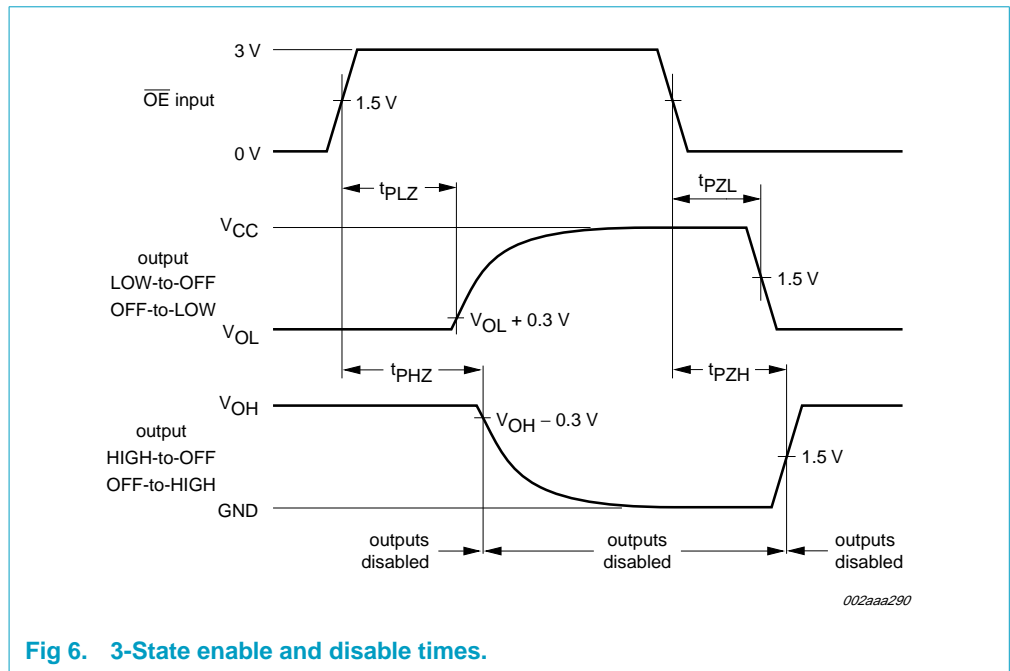 3 V
OE input
1.5 V
0 V
tPLZ
tPZL
VCC
output
LOW-to-OFF
OFF-to-LOW
1.5 V
VOL + 0.3 V
VOL
tPHZ
tPZH
VOH
VOH − 0.3 V
output
HIGH-to-OFF
OFF-to-HIGH
1.5 V
GND
outputs
disabled
outputs
disabled
outputs
disabled
002aaa290
Fig 6. 3-State enable and disable times.